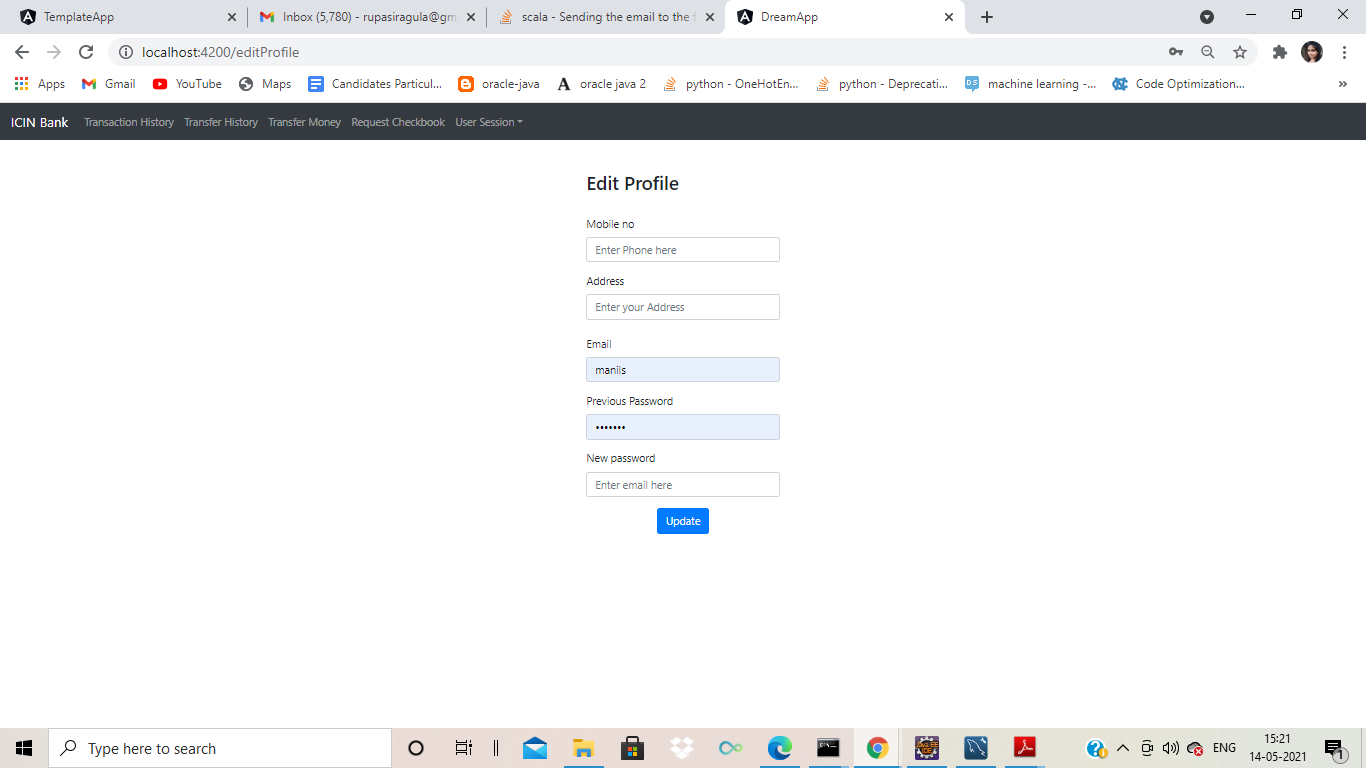 TemplateApp
Inbox (5,780) - rupasiragula@gm
scala - Sending the email to the f
DreamApp
localhost:4200/editProfile
Apps
Gmail
YouTube
Maps
Candidates Particul...
oracle-java
A oracle java 2
python - OneHotEn...
python - Deprecati...
machine learning -...
Code Optimization...
»
ICIN Bank
Transaction History
Transfer History
Transfer Money
Request Checkbook
User Session
Edit Profile
Mobile no
Enter Phone here
Address
Enter your Address
Email
manils
Previous Password
•••••••
New password
Enter email here
Update
Type here to search
ENG
15:21
14-05-2021
1